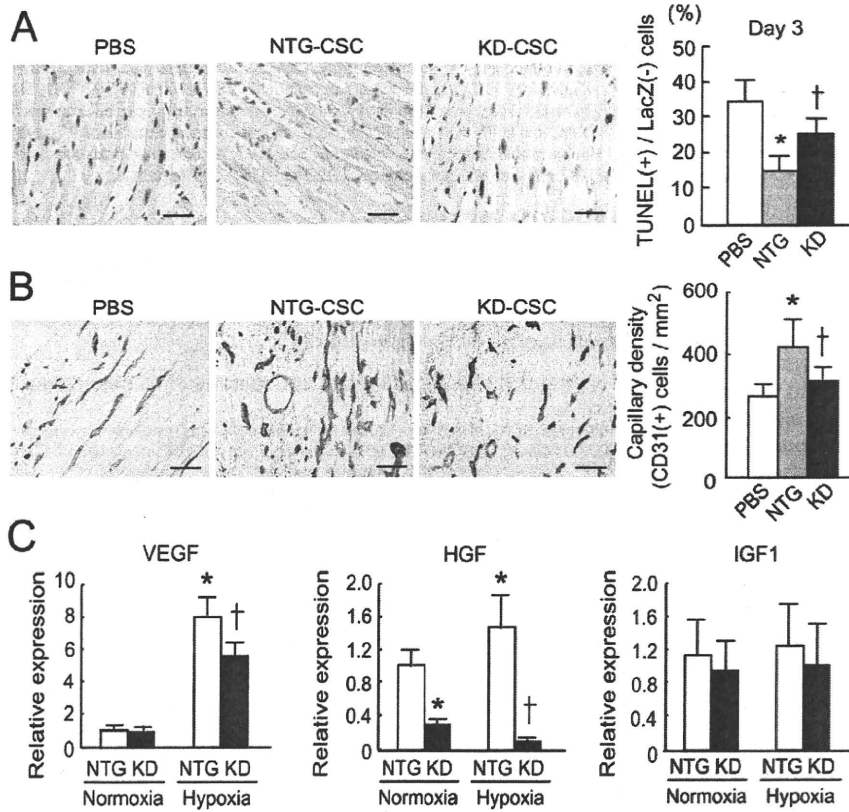 A
PBS
NTG-CSC
KD-CSC
(%)
Day 3
TUNEL(+) / LacZ(-) cells
50
40
30
20
10
0
*
†
PBS
NTG
KD
B
PBS
NTG-CSC
KD-CSC
Capillary density
(CD31(+) cells / mm2)
600
400
200
0
*
†
PBS
NTG
KD
C
VEGF
Relative expression
10
8
6
4
2
0
*
†
NTG KD NTG KD
Normoxia Hypoxia
HGF
Relative expression
2.0
1.6
1.2
0.8
0.4
0
*
*
†
NTG KD NTG KD
Normoxia Hypoxia
IGF1
Relative expression
2.0
1.6
1.2
0.8
0.4
0
NTG KD NTG KD
Normoxia Hypoxia